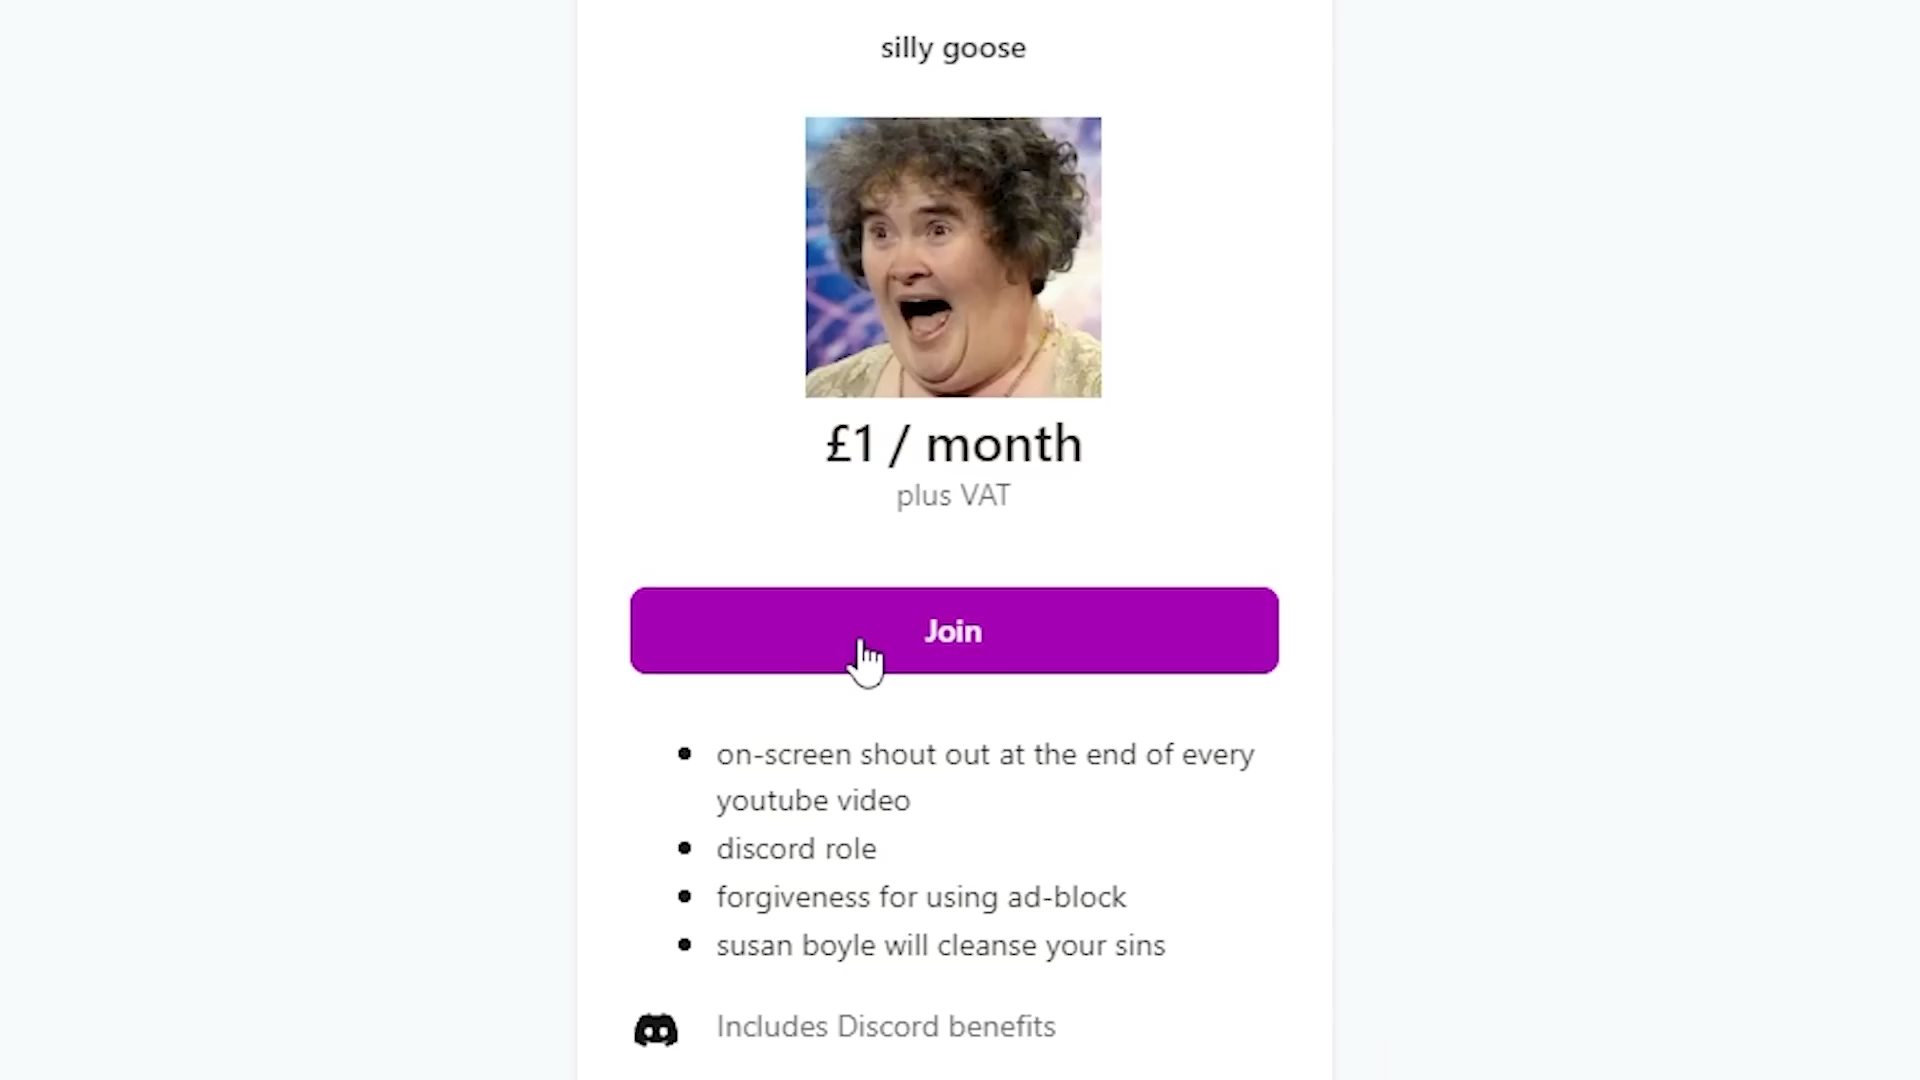 silly goose
£1 / month
plus VAT
Join
on-screen shout out at the end of every
youtube video
discord role
forgiveness for using ad-block
susan boyle will cleanse your sins
Includes Discord benefits